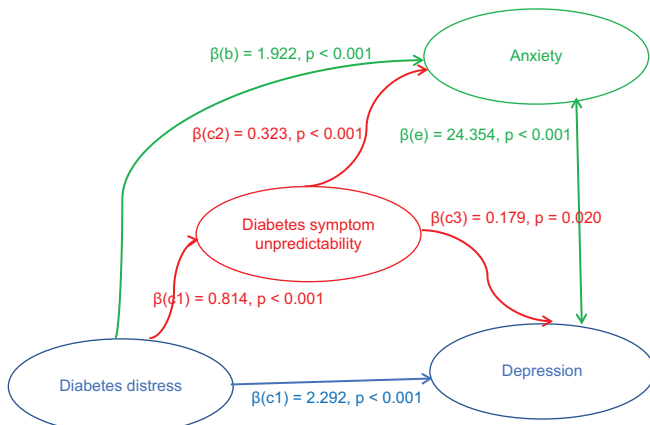 β(b) = 1.922, p < 0.001
Anxiety
β(c2) = 0.323, p < 0.001
β(e) = 24.354, p < 0.001
Diabetes symptom
unpredictability
β(c3) = 0.179, p = 0.020
β(c1) = 0.814, p < 0.001
Diabetes distress
Depression
β(c1) = 2.292, p < 0.001